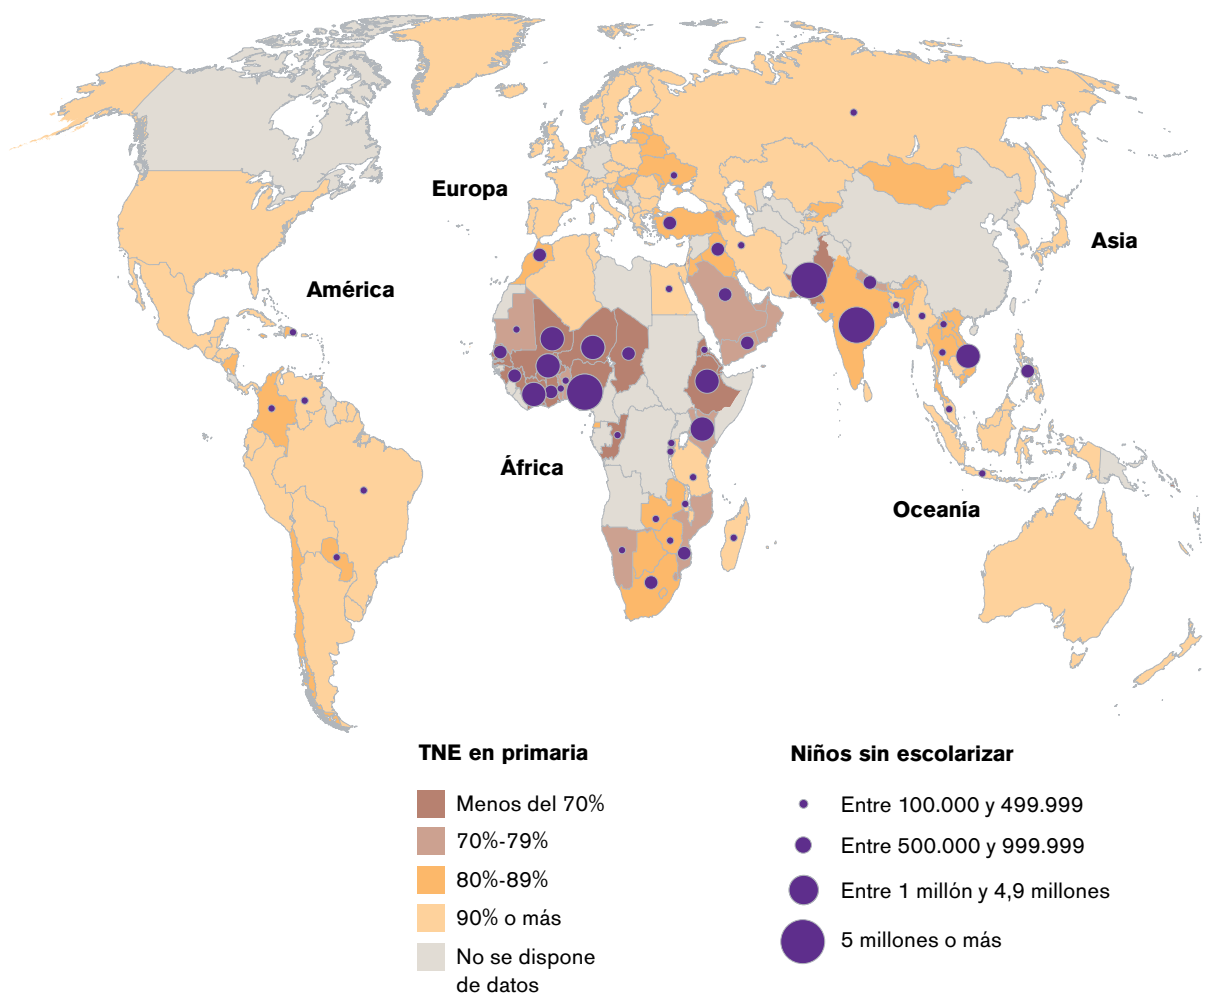 Europa
Asia
América
África
Oceanía
TNE en primaria
Menos del 70%
70%-79%
80%-89%
90% o más
No se dispone
de datos
Niños sin escolarizar
Entre 100.000 y 499.999
Entre 500.000 y 999.999
Entre 1 millón y 4,9 millones
5 millones o más